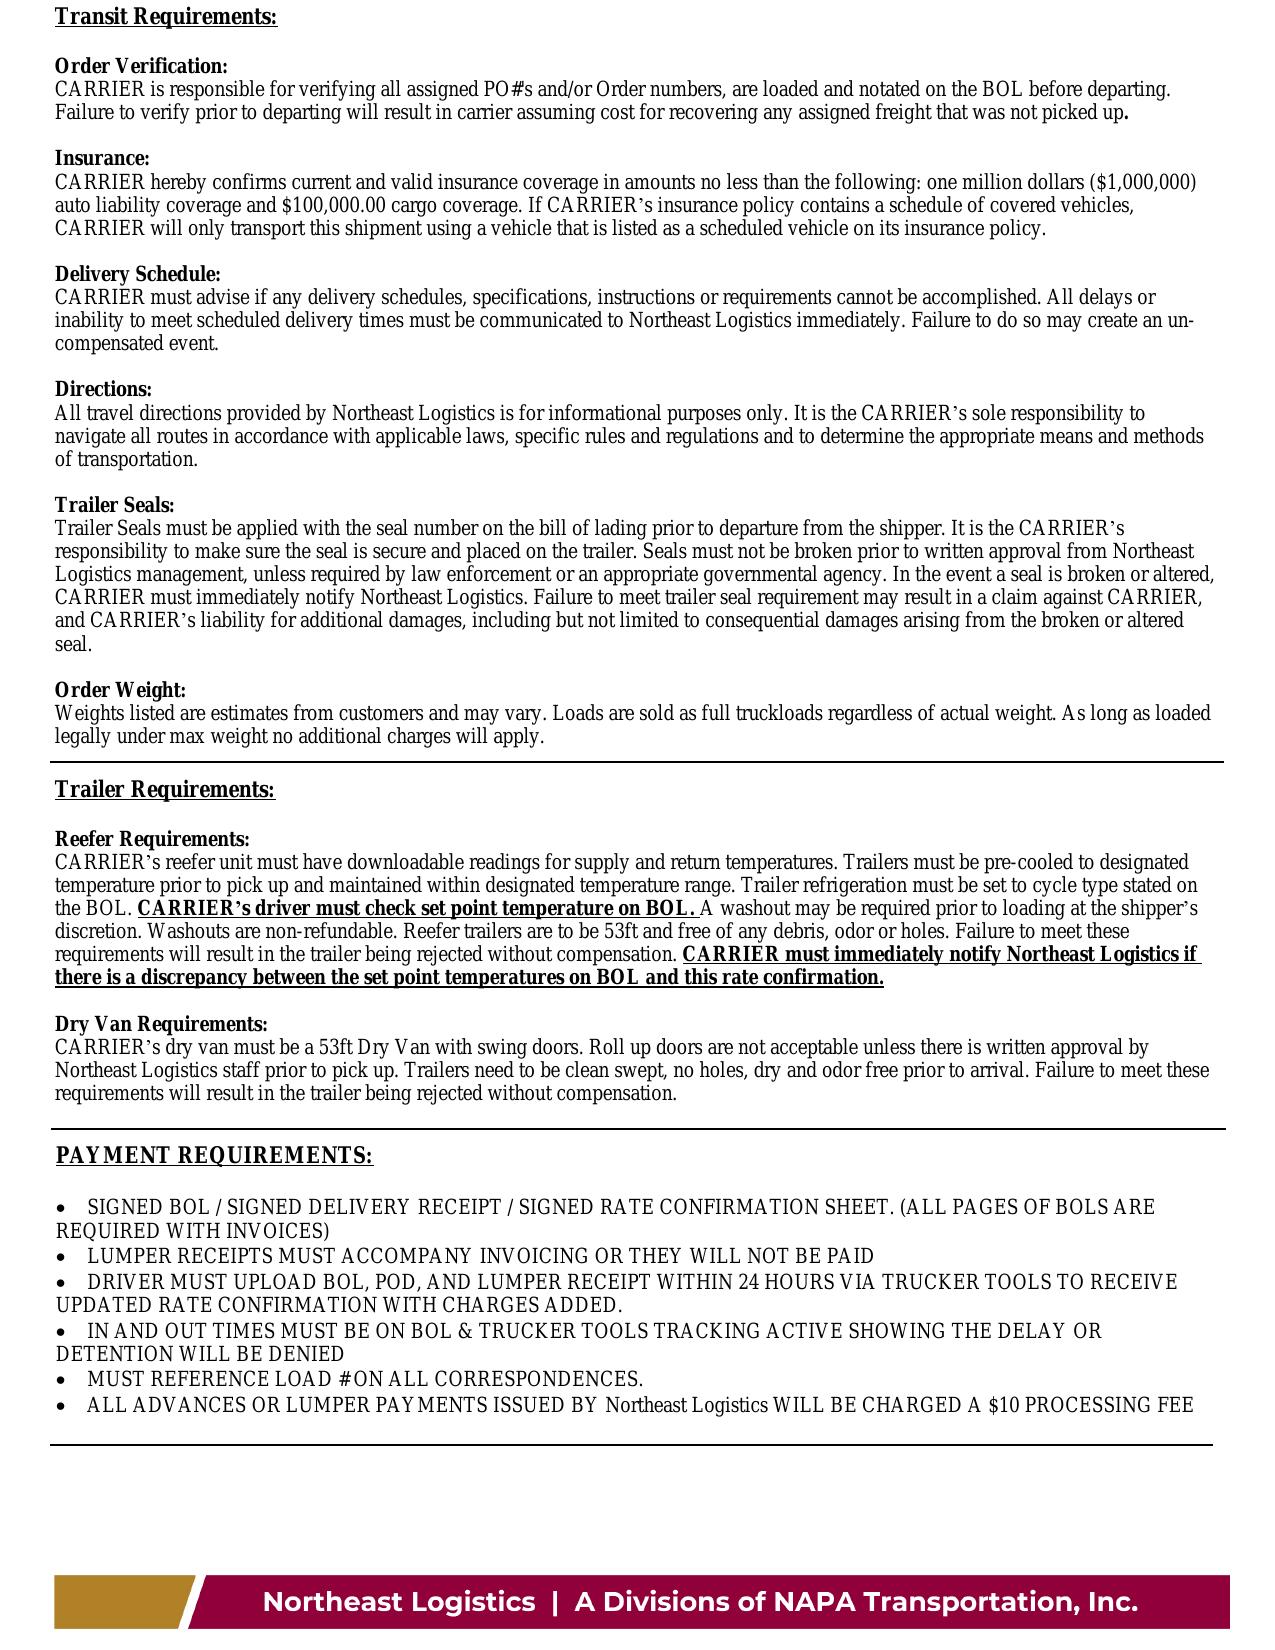 Transit Requirements:
Order Verification:
CARRIER is responsible for verifying all assigned PO#'s and/or Order numbers, are loaded and notated on the BOL before departing.
Failure to verify prior to departing will result in carrier assuming cost for recovering any assigned freight that was not picked up.
Insurance:
CARRIER hereby confirms current and valid insurance coverage in amounts no less than the following: one million dollars ($1,000,000)
auto liability coverage and $100,000.00 cargo coverage. If CARRIER's insurance policy contains a schedule of covered vehicles,
CARRIER will only transport this shipment using a vehicle that is listed as a scheduled vehicle on its insurance policy.
Delivery Schedule:
CARRIER must advise if any delivery schedules, specifications, instructions or requirements cannot be accomplished. All delays or
inability to meet scheduled delivery times must be communicated to Northeast Logistics immediately. Failure to do so may create an un-
compensated event.
Directions:
All travel directions provided by Northeast Logistics is for informational purposes only. It is the CARRIER's sole responsibility to
navigate all routes in accordance with applicable laws, specific rules and regulations and to determine the appropriate means and methods
of transportation.
Trailer Seals:
Trailer Seals must be applied with the seal number on the bill of lading prior to departure from the shipper. It is the CARRIER's
responsibility to make sure the seal is secure and placed on the trailer. Seals must not be broken prior to written approval from Northeast
Logistics management, unless required by law enforcement or an appropriate governmental agency. In the event a seal is broken or altered,
CARRIER must immediately notify Northeast Logistics. Failure to meet trailer seal requirement may result in a claim against CARRIER,
and CARRIER's liability for additional damages, including but not limited to consequential damages arising from the broken or altered
seal.
Order Weight:
Weights listed are estimates from customers and may vary. Loads are sold as full truckloads regardless of actual weight. As long as loaded
legally under max weight no additional charges will apply.
Trailer Requirements:
Reefer Requirements:
CARRIER's reefer unit must have downloadable readings for supply and return temperatures. Trailers must be pre-cooled to designated
temperature prior to pick up and maintained within designated temperature range. Trailer refrigeration must be set to cycle type stated on
the BOL. CARRIER's driver must check set point temperature on BOL. A washout may be required prior to loading at the shipper's
discretion. Washouts are non-refundable. Reefer trailers are to be 53ft and free of any debris, odor or holes. Failure to meet these
requirements will result in the trailer being rejected without compensation. CARRIER must immediately notify Northeast Logistics if
there is a discrepancy between the set point temperatures on BOL and this rate confirmation.
Dry Van Requirements:
CARRIER's dry van must be a 53ft Dry Van with swing doors. Roll up doors are not acceptable unless there is written approval by
Northeast Logistics staff prior to pick up. Trailers need to be clean swept, no holes, dry and odor free prior to arrival. Failure to meet these
requirements will result in the trailer being rejected without compensation.
PAYMENT REQUIREMENTS:
• SIGNED BOL / SIGNED DELIVERY RECEIPT / SIGNED RATE CONFIRMATION SHEET. (ALL PAGES OF BOLS ARE
REQUIRED WITH INVOICES)
• LUMPER RECEIPTS MUST ACCOMPANY INVOICING OR THEY WILL NOT BE PAID
• DRIVER MUST UPLOAD BOL, POD, AND LUMPER RECEIPT WITHIN 24 HOURS VIA TRUCKER TOOLS TO RECEIVE
UPDATED RATE CONFIRMATION WITH CHARGES ADDED.
• IN AND OUT TIMES MUST BE ON BOL & TRUCKER TOOLS TRACKING ACTIVE SHOWING THE DELAY OR
DETENTION WILL BE DENIED
• MUST REFERENCE LOAD # ON ALL CORRESPONDENCES.
• ALL ADVANCES OR LUMPER PAYMENTS ISSUED BY Northeast Logistics WILL BE CHARGED A $10 PROCESSING FEE
Northeast Logistics | A Divisions of NAPA Transportation, Inc.